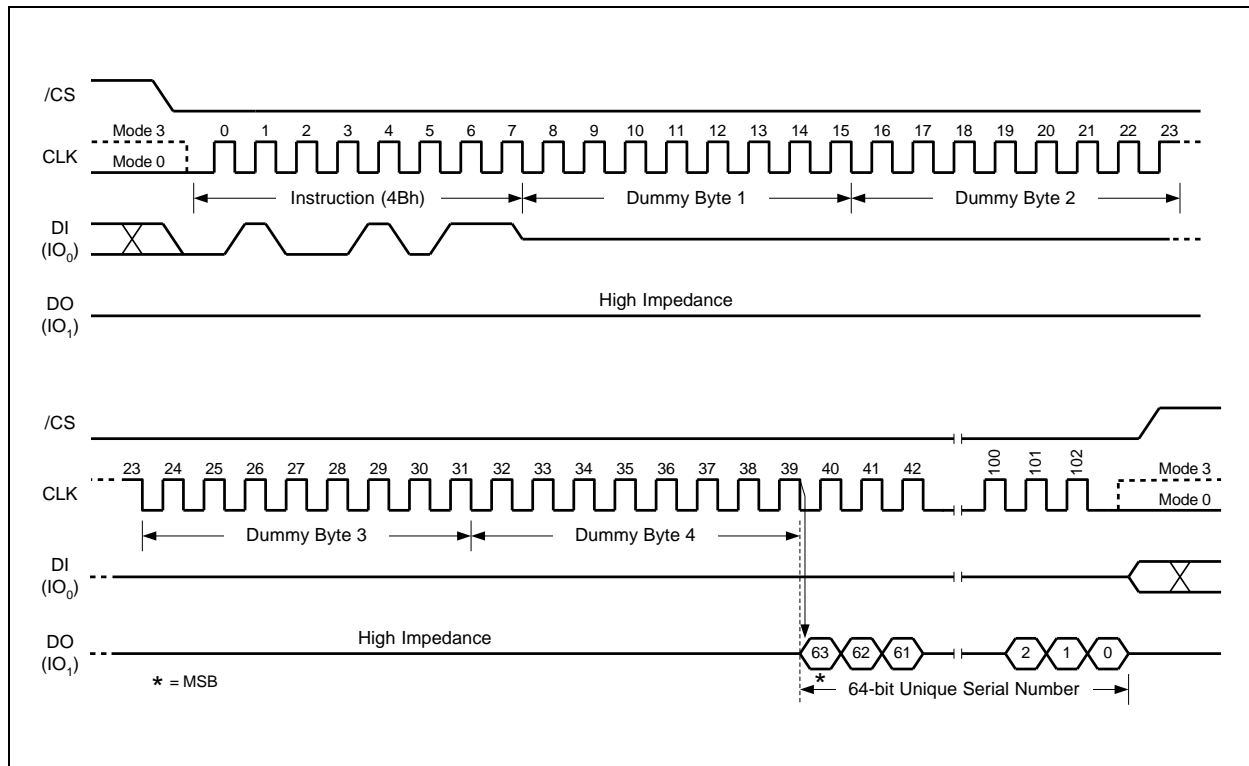 /CS
Mode 3 0 1 2 3 4 5 6 7 8 9 10 11 12 13 14 15 16 17 18 19 20 21 22 23
CLK
Mode 0
Instruction (4Bh) Dummy Byte 1 Dummy Byte 2
DI
(IO0)
High Impedance
DO
(IO1)
/CS
23 24 25 26 27 28 29 30 31 32 33 34 35 36 37 38 39 40 41 42 100 101 102 Mode 3
CLK
Mode 0
Dummy Byte 3 Dummy Byte 4
DI
(IO0)
High Impedance
DO
(IO1)
63 62 61 2 1 0
* = MSB
*
64-bit Unique Serial Number